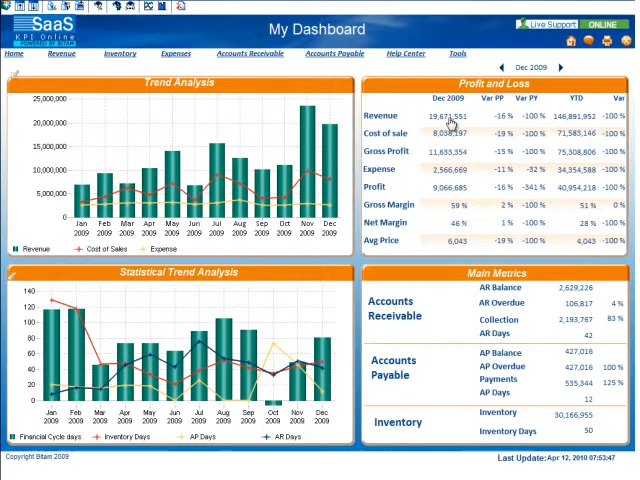 SaaS
KPI Online
POWERED BY BITAM
My Dashboard
Live Support
ONLINE
Home Revenue Inventory Expenses Accounts Receivable Accounts Payable Help Center Tools
Dec 2009
Trend Analysis
25,000,000
20,000,000
15,000,000
10,000,000
5,000,000
0
Jan 2009 Feb 2009 Mar 2009 Apr 2009 May 2009 Jun 2009 Jul 2009 Aug 2009 Sep 2009 Oct 2009 Nov 2009 Dec 2009
Revenue Cost of Sales Expense
Profit and Loss
Dec 2009 Var PP Var PY YTD Var
Revenue 19,671,551 -16 % -100 % 146,891,952 -100 %
Cost of sale 8,038,197 -19 % -100 % 71,583,146 -100 %
Gross Profit 11,633,354 -15 % -100 % 75,308,806 -100 %
Expense 2,566,669 -11 % -32 % 34,354,588 -100 %
Profit 9,066,685 -16 % -341 % 40,954,218 -100 %
Gross Margin 59 % 2 % -100 % 51 % 0 %
Net Margin 46 % 1 % -100 % 28 % -100 %
Avg Price 6,043 -19 % -100 % 4,043 -100 %
Statistical Trend Analysis
140
120
100
80
60
40
20
0
Jan 2009 Feb 2009 Mar 2009 Apr 2009 May 2009 Jun 2009 Jul 2009 Aug 2009 Sep 2009 Oct 2009 Nov 2009 Dec 2009
Financial Cycle days Inventory Days AP Days AR Days
Main Metrics
Accounts Receivable
AR Balance 2,629,226
AR Overdue 106,817 4 %
Collection 2,193,767 83 %
AR Days 42
Accounts Payable
AP Balance 427,016
AP Overdue 427,016 100 %
Payments 535,344 125 %
AP Days 12
Inventory
Inventory 30,166,955
Inventory Days 50
Copyright Bitam 2009
Last Update: Apr 12, 2010 07:53:47